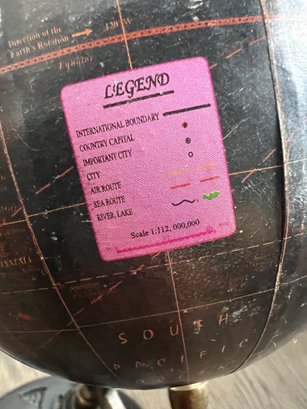 Direction of the
Earth's Rotation
Equator
LEGEND
INTERNATIONAL BOUNDARY
COUNTRY CAPITAL
IMPORTANT CITY
CITY
AIR ROUTE
SEA ROUTE
RIVER, LAKE
Scale 1:112, 000,000
SOUTH
PACIFIC